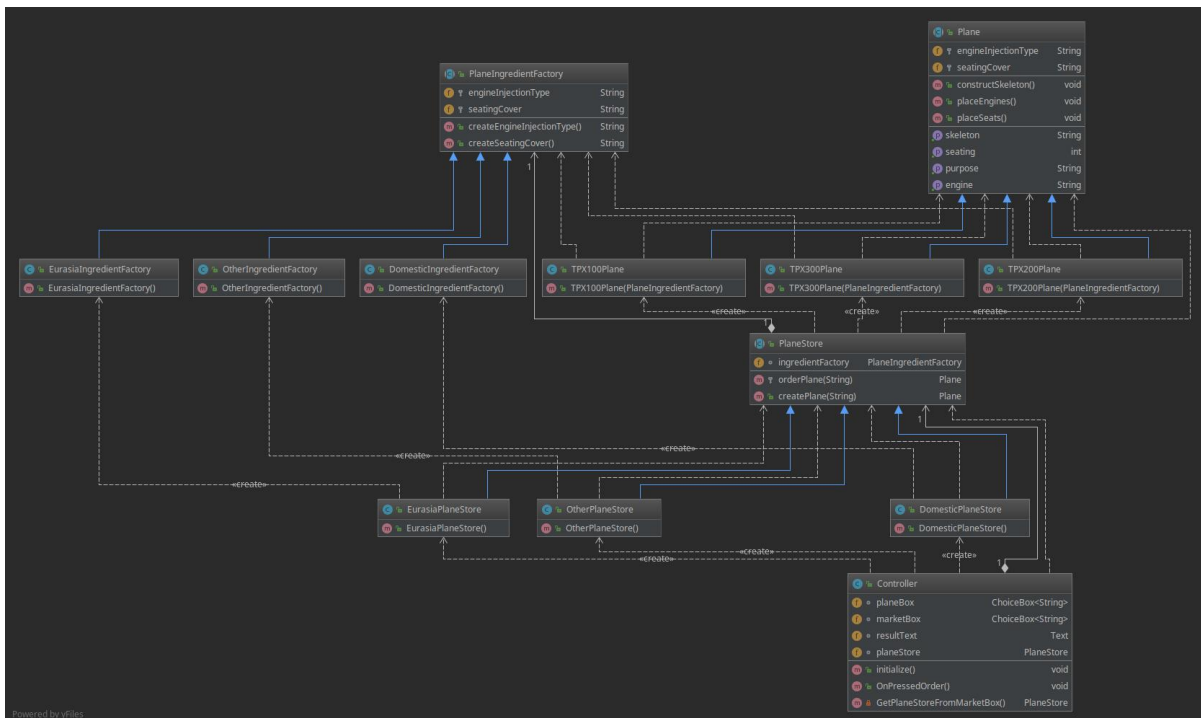 Plane
engineInjectionType String
seatingCover String
constructSkeleton() void
placeEngines() void
placeSeats() void
skeleton String
seating int
purpose String
engine String
PlaneIngredientFactory
engineInjectionType String
seatingCover String
createEngineInjectionType() String
createSeatingCover() String
1
EurasiaIngredientFactory
EurasiaIngredientFactory()
OtherIngredientFactory
OtherIngredientFactory()
DomesticIngredientFactory
DomesticIngredientFactory()
TPX100Plane
TPX100Plane(PlaneIngredientFactory)
TPX300Plane
TPX300Plane(PlaneIngredientFactory)
TPX200Plane
TPX200Plane(PlaneIngredientFactory)
«create»
«create»
«create»
1
PlaneStore
ingredientFactory PlaneIngredientFactory
orderPlane(String) Plane
createPlane(String) Plane
1
«create»
«create»
«create»
EurasiaPlaneStore
EurasiaPlaneStore()
OtherPlaneStore
OtherPlaneStore()
DomesticPlaneStore
DomesticPlaneStore()
«create»
«create»
«create»
1
Controller
planeBox ChoiceBox<String>
marketBox ChoiceBox<String>
resultText Text
planeStore PlaneStore
initialize() void
OnPressedOrder() void
GetPlaneStoreFromMarketBox() PlaneStore
Powered by yFiles